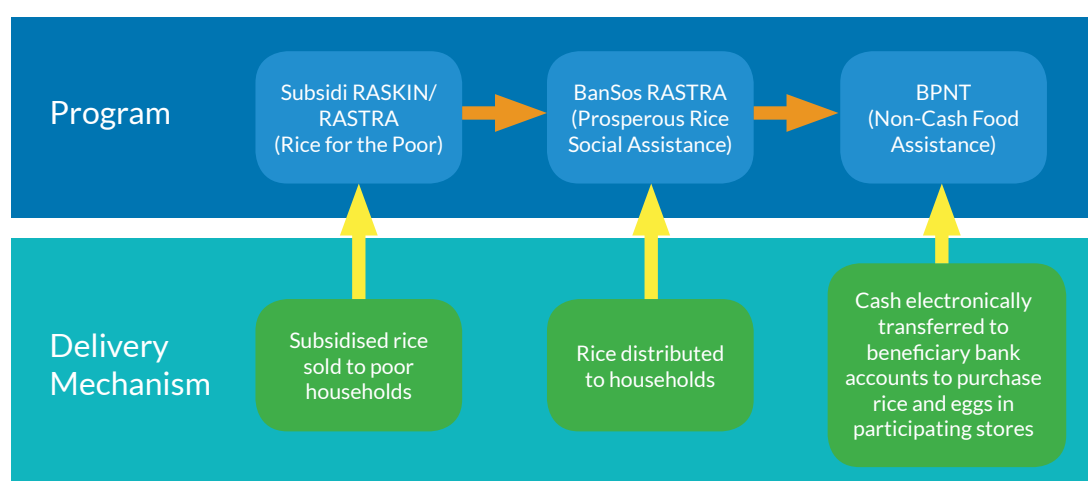 Program
Subsidi RASKIN/
RASTRA
(Rice for the Poor)
BanSos RASTRA
(Prosperous Rice
Social Assistance)
BPNT
(Non-Cash Food
Assistance)
Delivery
Mechanism
Subsidised rice
sold to poor
households
Rice distributed
to households
Cash electronically
transferred to
beneficiary bank
accounts to purchase
rice and eggs in
participating stores